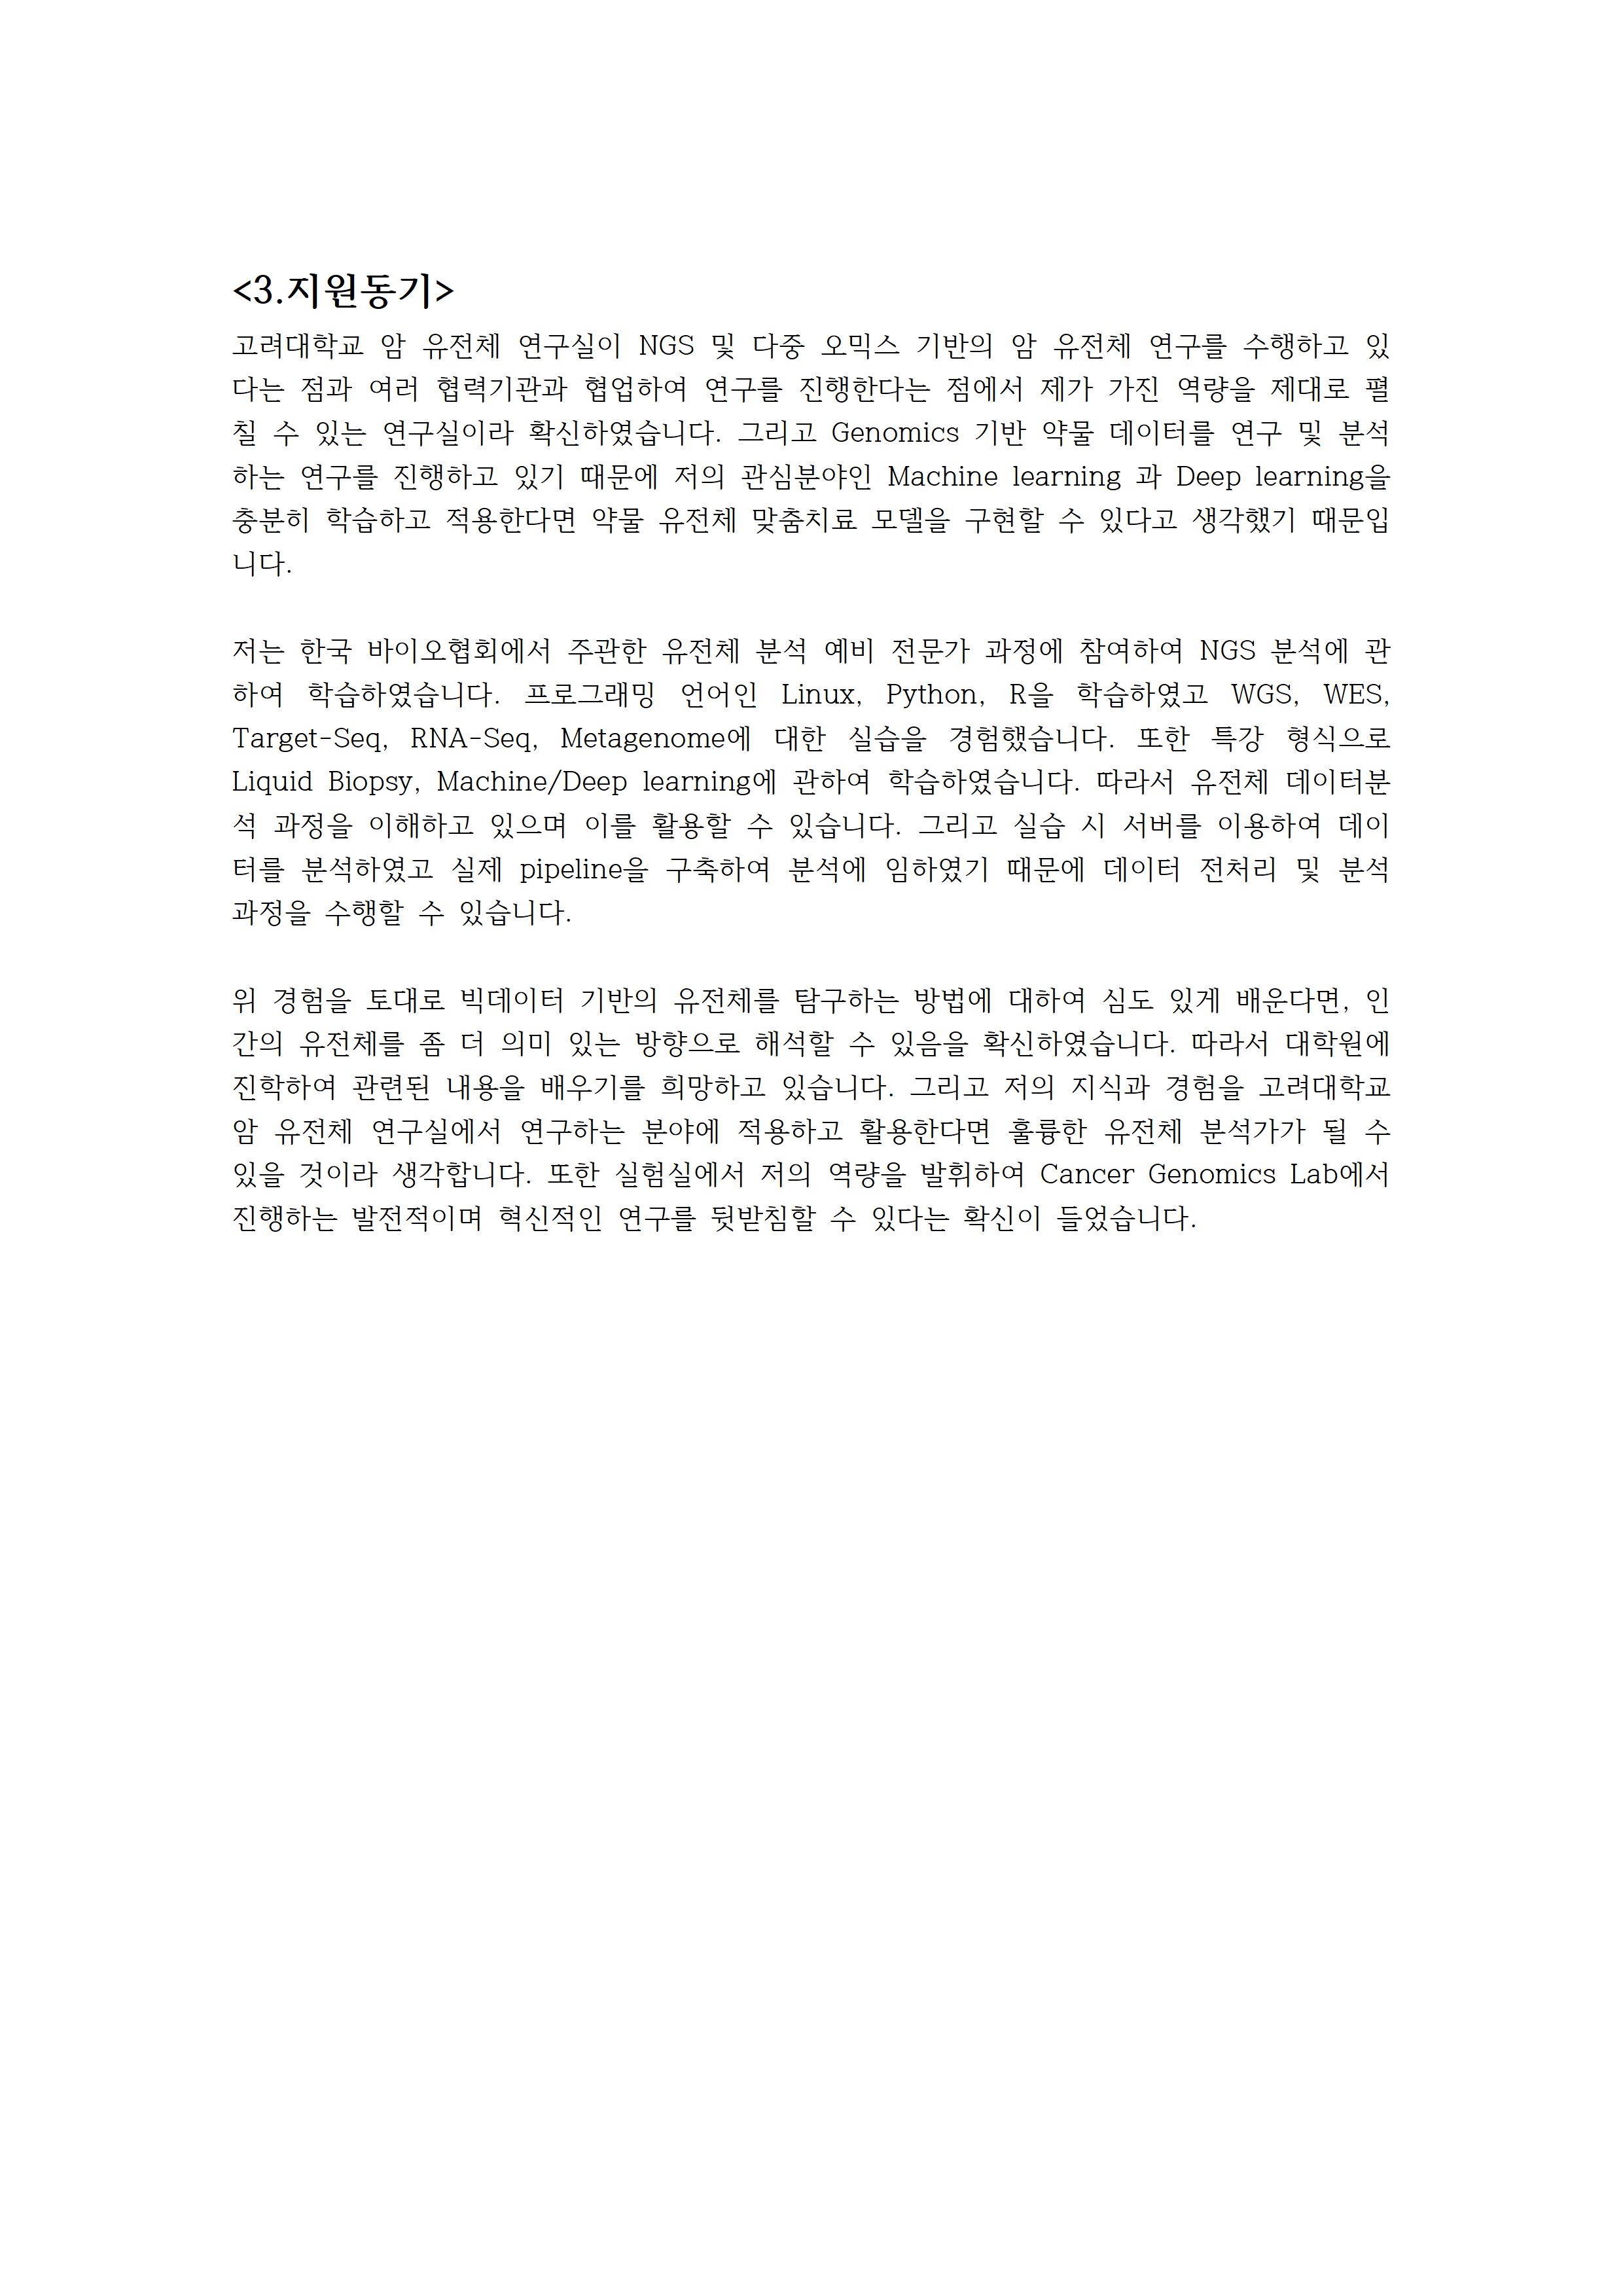 <3.지원동기>
고려대학교 암 유전체 연구실이 NGS 및 다중 오믹스 기반의 암 유전체 연구를 수행하고 있
다는 점과 여러 협력기관과 협업하여 연구를 진행한다는 점에서 제가 가진 역량을 제대로 펼
칠 수 있는 연구실이라 확신하였습니다. 그리고 Genomics 기반 약물 데이터를 연구 및 분석
하는 연구를 진행하고 있기 때문에 저의 관심분야인 Machine learning 과 Deep learning을
충분히 학습하고 적용한다면 약물 유전체 맞춤치료 모델을 구현할 수 있다고 생각했기 때문입
니다.
저는 한국 바이오협회에서 주관한 유전체 분석 예비 전문가 과정에 참여하여 NGS 분석에 관
하여 학습하였습니다. 프로그래밍 언어인 Linux, Python, R을 학습하였고 WGS, WES,
Target-Seq, RNA-Seq, Metagenome에 대한 실습을 경험했습니다. 또한 특강 형식으로
Liquid Biopsy, Machine/Deep learning에 관하여 학습하였습니다. 따라서 유전체 데이터분
석 과정을 이해하고 있으며 이를 활용할 수 있습니다. 그리고 실습 시 서버를 이용하여 데이
터를 분석하였고 실제 pipeline을 구축하여 분석에 임하였기 때문에 데이터 전처리 및 분석
과정을 수행할 수 있습니다.
위 경험을 토대로 빅데이터 기반의 유전체를 탐구하는 방법에 대하여 심도 있게 배운다면, 인
간의 유전체를 좀 더 의미 있는 방향으로 해석할 수 있음을 확신하였습니다. 따라서 대학원에
진학하여 관련된 내용을 배우기를 희망하고 있습니다. 그리고 저의 지식과 경험을 고려대학교
암 유전체 연구실에서 연구하는 분야에 적용하고 활용한다면 훌륭한 유전체 분석가가 될 수
있을 것이라 생각합니다. 또한 실험실에서 저의 역량을 발휘하여 Cancer Genomics Lab에서
진행하는 발전적이며 혁신적인 연구를 뒷받침할 수 있다는 확신이 들었습니다.